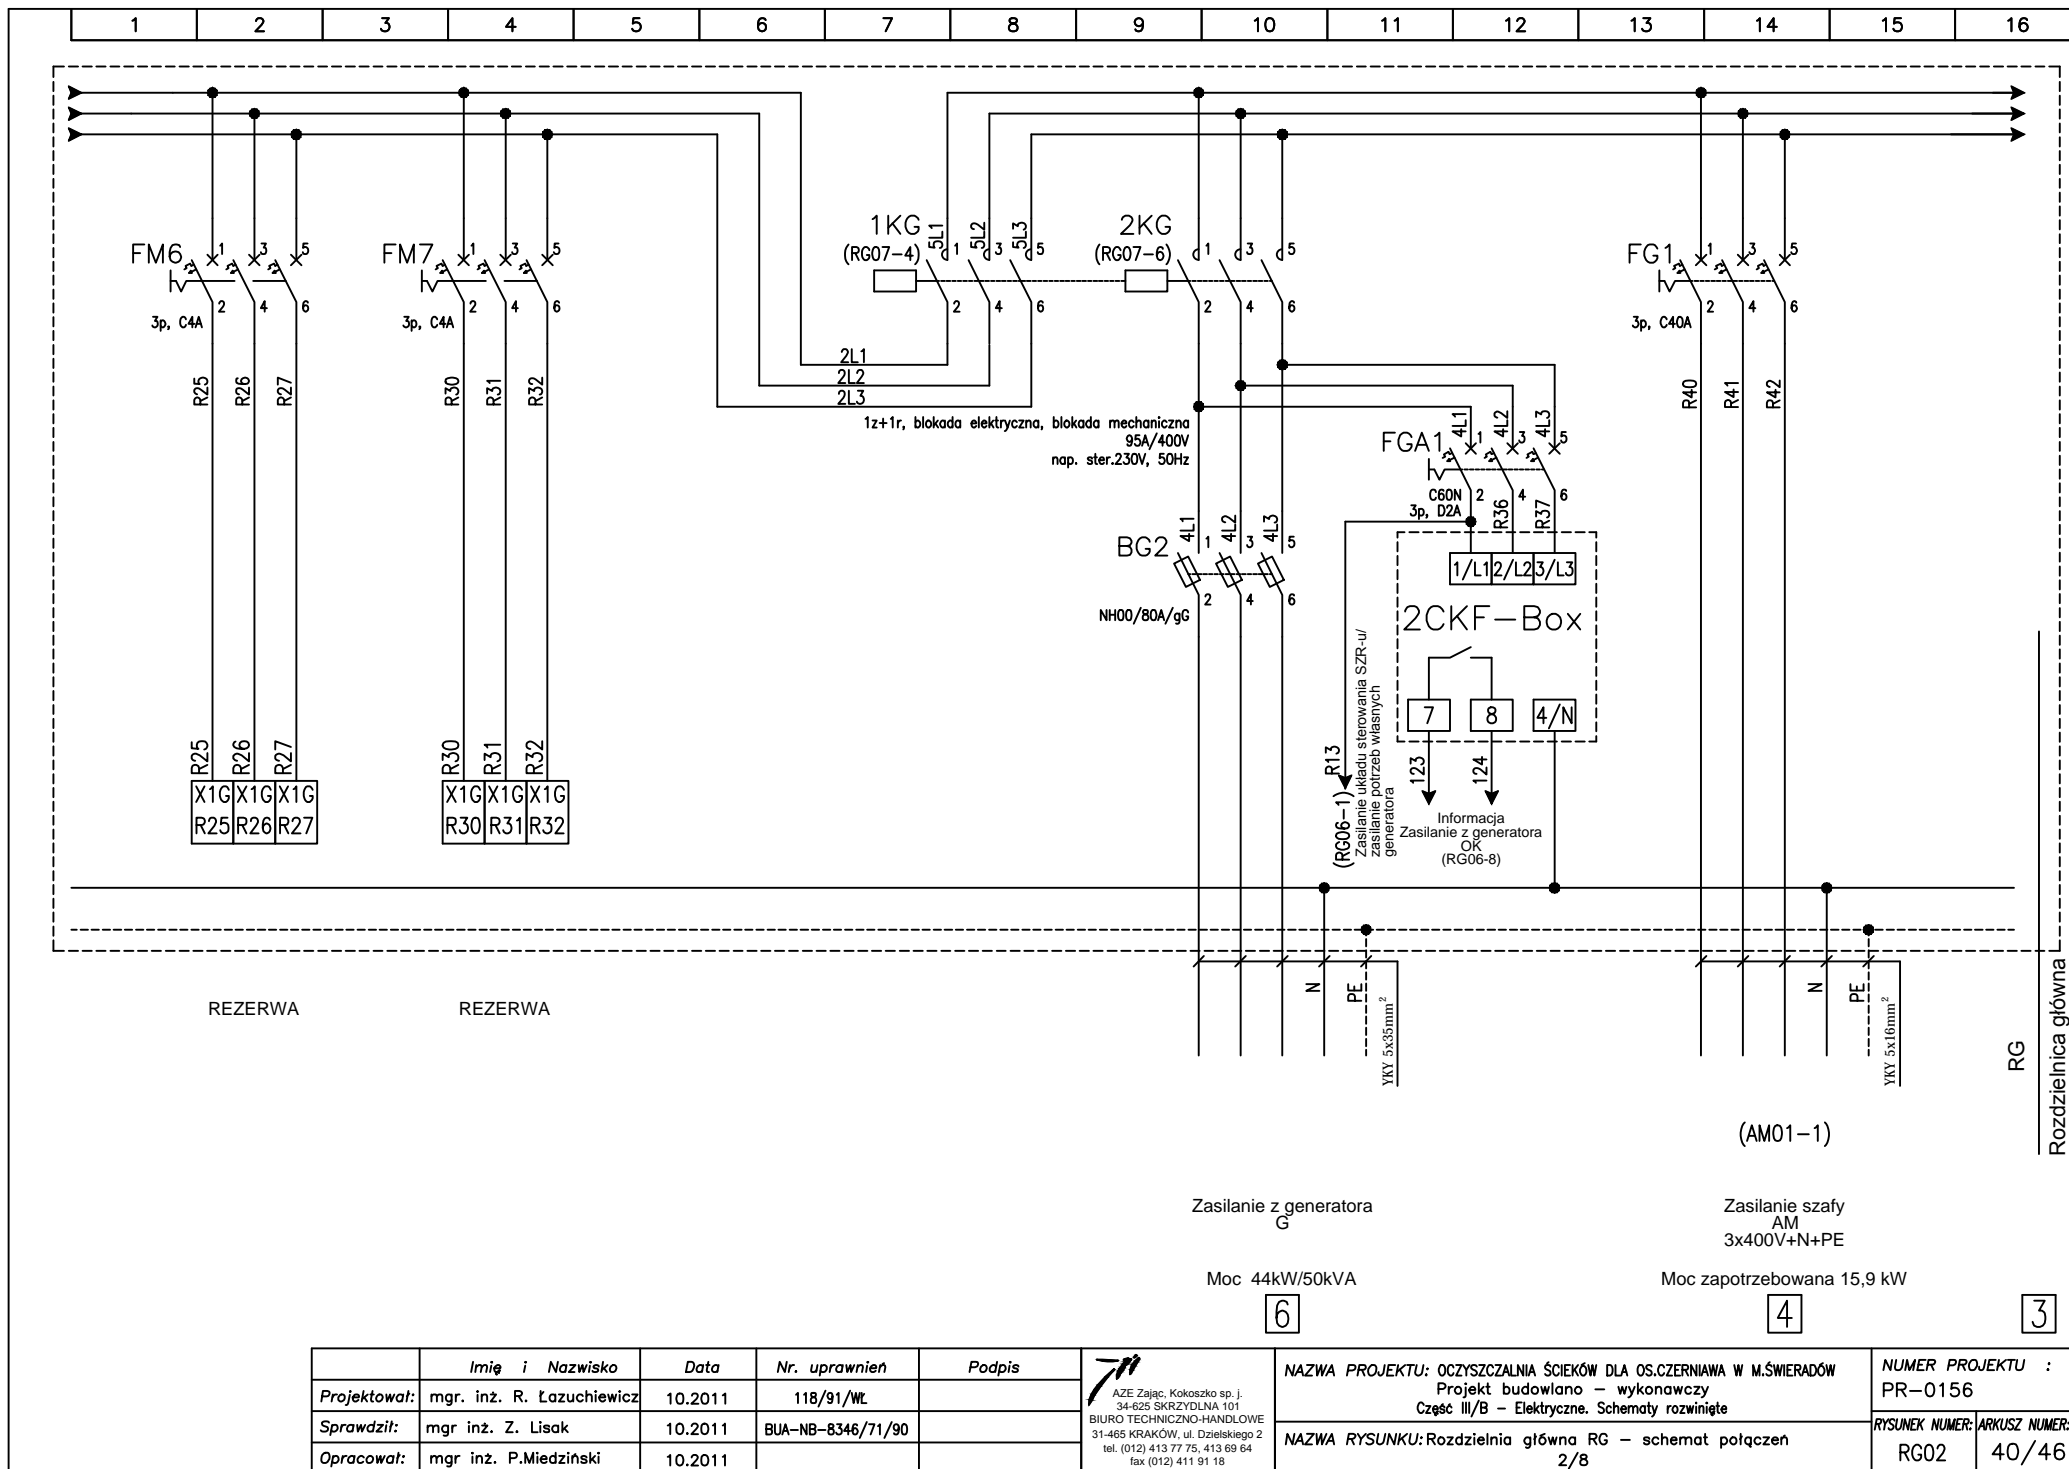 1 2 3 4 5 6 7 8 9 10 11 12 13 14 15 16
FM6
1 3 5
2 4 6
3p, C4A
R25 R26 R27
R25 R26 R27
X1G X1G X1G
R25 R26 R27
REZERWA
FM7
1 3 5
2 4 6
3p, C4A
R30 R31 R32
R30 R31 R32
X1G X1G X1G
R30 R31 R32
REZERWA
1KG
(RG07-4)
5L1 5L2 5L3
1 3 5
2 4 6
2L1
2L2
2L3
2KG
(RG07-6)
1 3 5
2 4 6
1z+1r, blokada elektryczna, blokada mechaniczna
95A/400V
nap. ster.230V, 50Hz
BG2
4L1 4L2 4L3
1 3 5
2 4 6
NH00/80A/gG
FGA1
4L1 4L2 4L3
1 3 5
C60N 2 4 6
3p, D2A
R36 R37
1/L1 2/L2 3/L3
2CKF-Box
7 8 4/N
R13
(RG06-1)
Zasilanie układu sterowania SZR-u/
zasilanie potrzeb własnych
generatora
123 124
Informacja
Zasilanie z generatora
OK
(RG06-8)
FG1
1 3 5
2 4 6
3p, C40A
R40 R41 R42
N PE
YKY 5x35mm²
N PE
YKY 5x16mm²
RG
Rozdzielnica główna
(AM01-1)
Zasilanie z generatora
G
Moc 44kW/50kVA
6
Zasilanie szafy
AM
3x400V+N+PE
Moc zapotrzebowana 15,9 kW
4
3
Imię i Nazwisko Data Nr. uprawnień Podpis
Projektował: mgr. inż. R. Łazuchiewicz 10.2011 118/91/WŁ
Sprawdził: mgr inż. Z. Lisak 10.2011 BUA-NB-8346/71/90
Opracował: mgr inż. P.Miedziński 10.2011
AZE Zając, Kokoszko sp. j.
34-625 SKRZYDLNA 101
BIURO TECHNICZNO-HANDLOWE
31-465 KRAKÓW, ul. Dzielskiego 2
tel. (012) 413 77 75, 413 69 64
fax (012) 411 91 18
NAZWA PROJEKTU: OCZYSZCZALNIA ŚCIEKÓW DLA OS.CZERNIAWA W M.ŚWIERADÓW
Projekt budowlano - wykonawczy
Część III/B - Elektryczne. Schematy rozwinięte
NAZWA RYSUNKU: Rozdzielnia główna RG - schemat połączeń
2/8
NUMER PROJEKTU :
PR-0156
RYSUNEK NUMER: ARKUSZ NUMER:
RG02 40/46